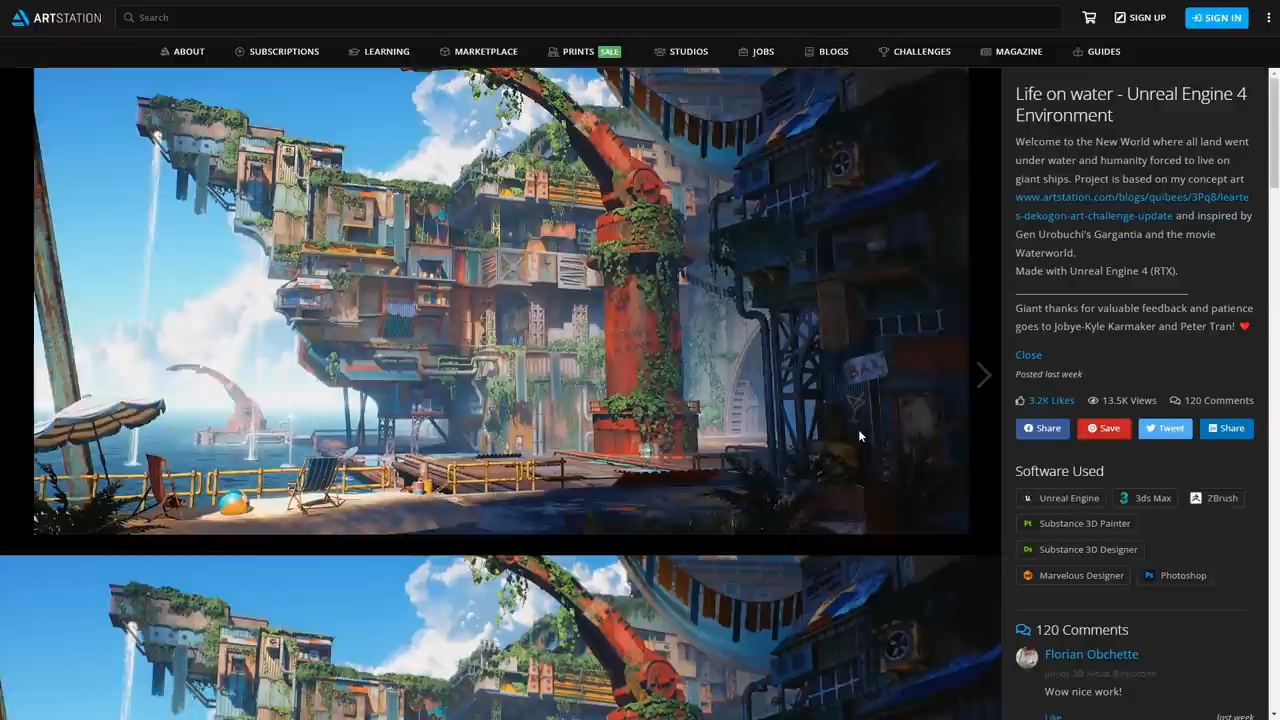 ARTSTATION
Search
SIGN UP
SIGN IN
ABOUT
SUBSCRIPTIONS
LEARNING
MARKETPLACE
PRINTS SALE
STUDIOS
JOBS
BLOGS
CHALLENGES
MAGAZINE
GUIDES
Life on water - Unreal Engine 4
Environment
Welcome to the New World where all land went
under water and humanity forced to live on
giant ships. Project is based on my concept art
www.artstation.com/blogs/quibees/3Pq8/learte
s-dekogon-art-challenge-update and inspired by
Gen Urobuchi's Gargantia and the movie
Waterworld.
Made with Unreal Engine 4 (RTX).
Giant thanks for valuable feedback and patience
goes to Jobye-Kyle Karmaker and Peter Tran!
Close
Posted last week
3.2K Likes
13.5K Views
120 Comments
Share
Save
Tweet
Share
Software Used
Unreal Engine
3ds Max
ZBrush
Pt Substance 3D Painter
Ds Substance 3D Designer
Marvelous Designer
Ps Photoshop
120 Comments
Florian Obchette
Wow nice work!
Like
last week
BAR